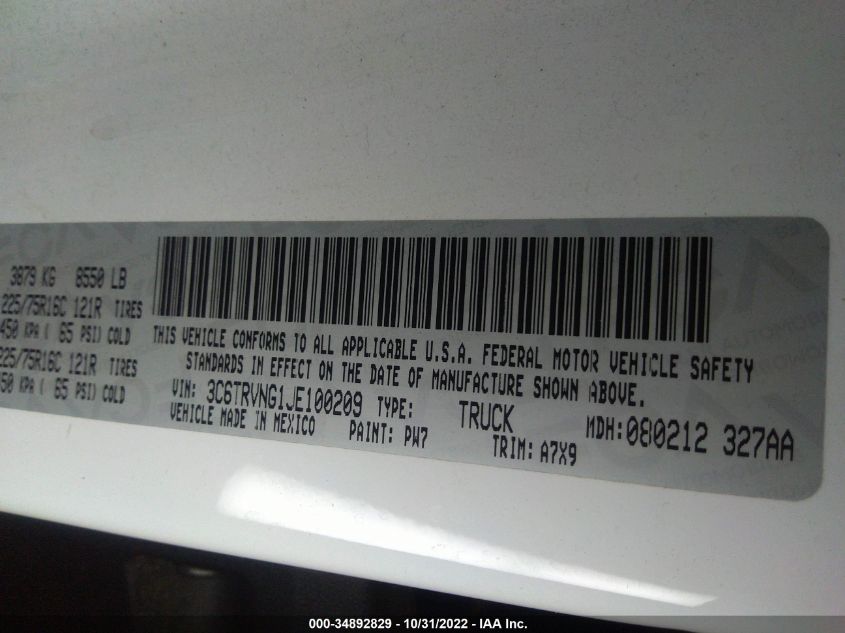 3879 KG 8550 LB
225/75R16C 121R TIRES
450 KPA ( 65 PSI) COLD
225/75R16C 121R TIRES
450 KPA ( 65 PSI) COLD
THIS VEHICLE CONFORMS TO ALL APPLICABLE U.S.A. FEDERAL MOTOR VEHICLE SAFETY
STANDARDS IN EFFECT ON THE DATE OF MANUFACTURE SHOWN ABOVE.
VIN: 3C6TRVNG1JE100209 TYPE: TRUCK MDH: 080212 327AA
VEHICLE MADE IN MEXICO PAINT: PW7 TRIM: A7X9
000-34892829 - 10/31/2022 - IAA Inc.